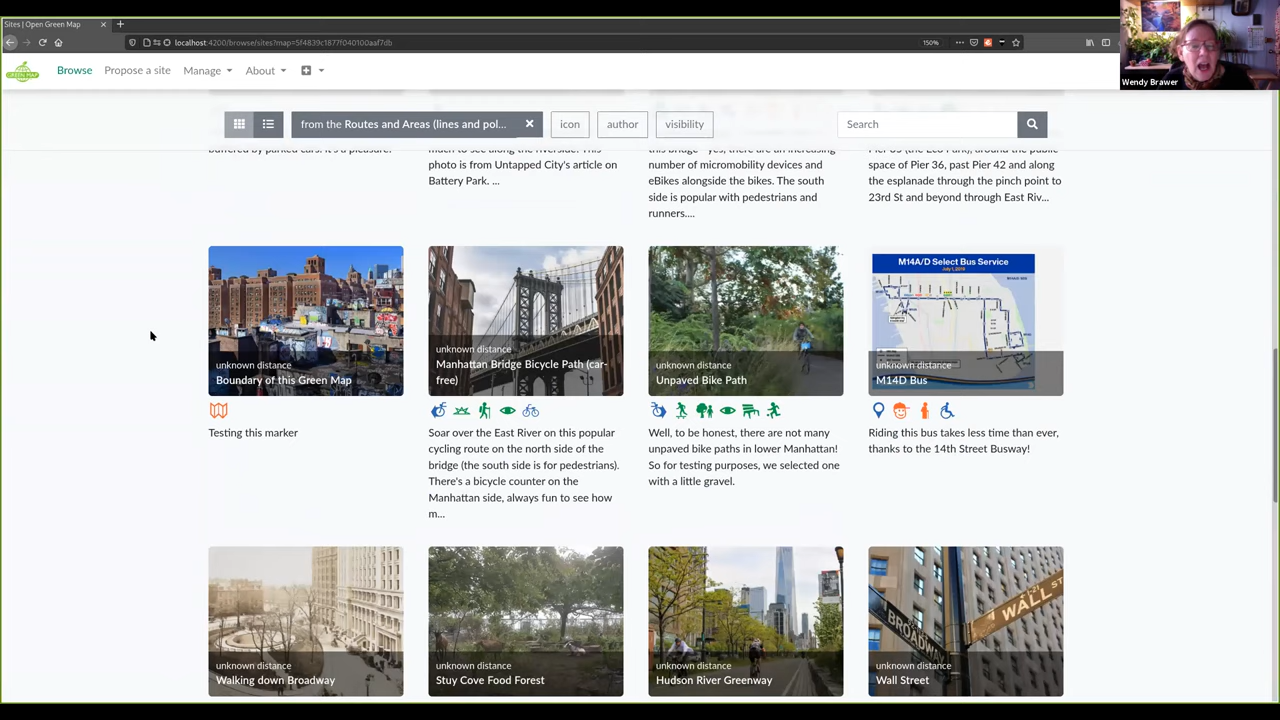 Sites | Open Green Map
localhost:4200/browse/sites?map=5f4839c1877f040100aaf7db
150%
Wendy Brawer
GREEN MAP
Browse
Propose a site
Manage
About
from the Routes and Areas (lines and pol...
icon
author
visibility
Search
buffered by parked cars. It's a pleasure!
much to see along the riverside. This
photo is from Untapped City's article on
Battery Park. ...
this bridge - yes, there are an increasing
number of micromobility devices and
eBikes alongside the bikes. The south
side is popular with pedestrians and
runners....
Pier 35 (the Eco Park), around the public
space of Pier 36, past Pier 42 and along
the esplanade through the pinch point to
23rd St and beyond through East Riv...
unknown distance
Boundary of this Green Map
Testing this marker
unknown distance
Manhattan Bridge Bicycle Path (car-
free)
Soar over the East River on this popular
cycling route on the north side of the
bridge (the south side is for pedestrians).
There's a bicycle counter on the
Manhattan side, always fun to see how
m...
unknown distance
Unpaved Bike Path
Well, to be honest, there are not many
unpaved bike paths in lower Manhattan!
So for testing purposes, we selected one
with a little gravel.
M14A/D Select Bus Service
July 1, 2019
unknown distance
M14D Bus
Riding this bus takes less time than ever,
thanks to the 14th Street Busway!
unknown distance
Walking down Broadway
unknown distance
Stuy Cove Food Forest
unknown distance
Hudson River Greenway
BROADWAY
WALL ST
unknown distance
Wall Street